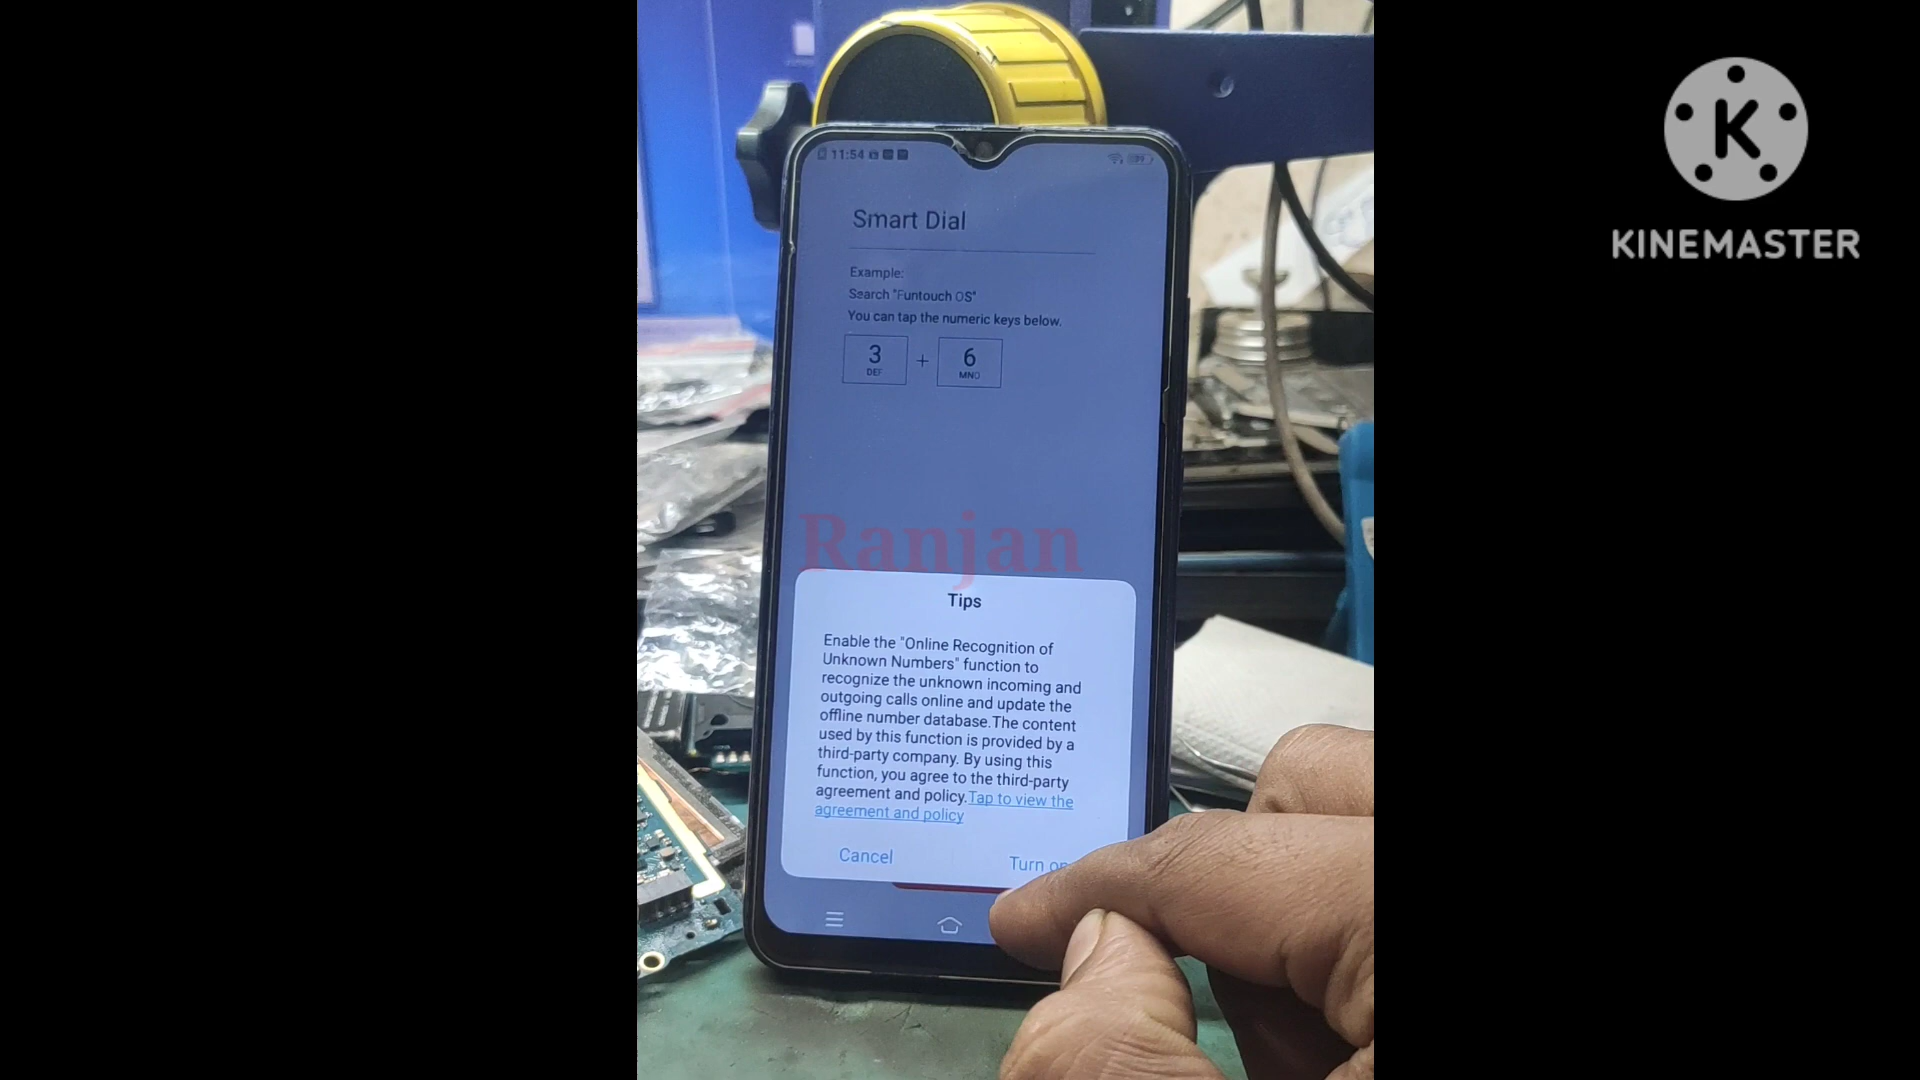 KINEMASTER
11:54
Smart Dial
Example:
Search "Funtouch OS"
You can tap the numeric keys below.
3 + 6
DEF MNO
Ranjan
Tips
Enable the "Online Recognition of
Unknown Numbers" function to
recognize the unknown incoming and
outgoing calls online and update the
offline number database.The content
used by this function is provided by a
third-party company. By using this
function, you agree to the third-party
agreement and policy.Tap to view the
agreement and policy
Cancel Turn on